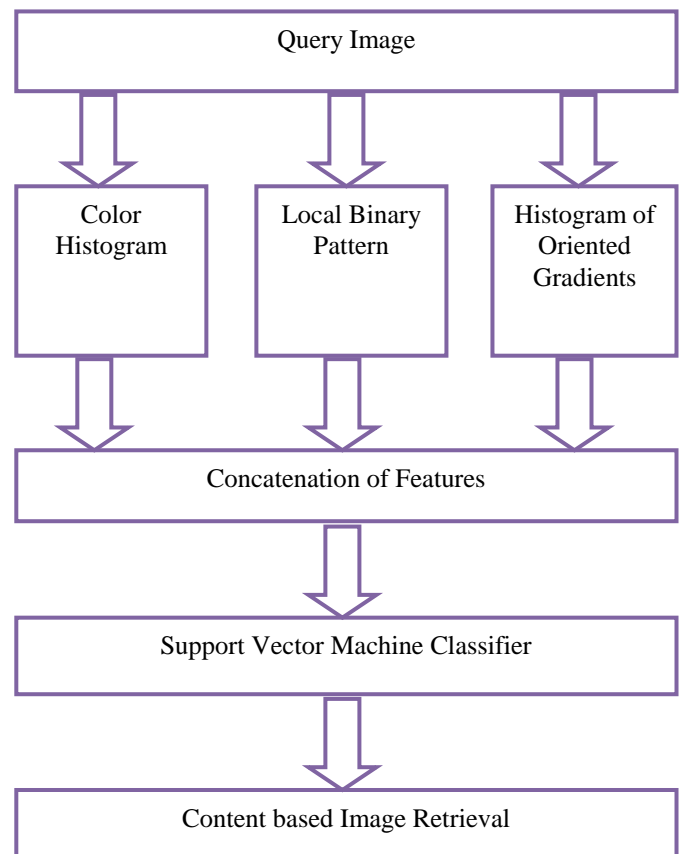 Query Image
Color
Histogram
Local Binary
Pattern
Histogram of
Oriented
Gradients
Concatenation of Features
Support Vector Machine Classifier
Content based Image Retrieval